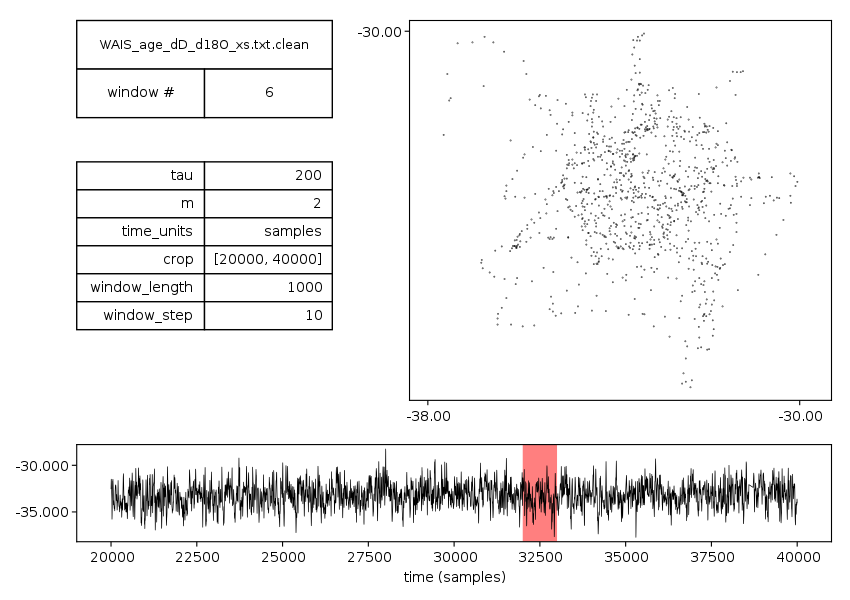 WAIS_age_dD_d18O_xs.txt.clean
window # 6
tau 200
m 2
time_units samples
crop [20000, 40000]
window_length 1000
window_step 10
-30.00
-38.00 -30.00
-30.000
-35.000
20000 22500 25000 27500 30000 32500 35000 37500 40000
time (samples)